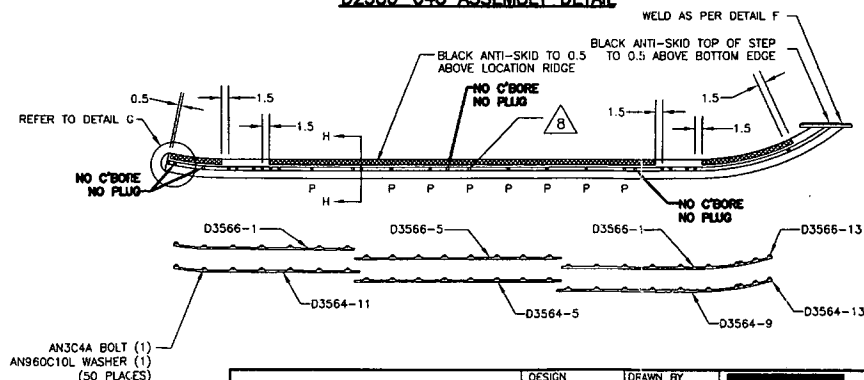 ASSEMBLY DETAIL
WELD AS PER DETAIL F
BLACK ANTI-SKID TO 0.5
ABOVE LOCATION RIDGE
BLACK ANTI-SKID TOP OF STEP
TO 0.5 ABOVE BOTTOM EDGE
NO C'BORE
NO PLUG
0.5
1.5
1.5
H
8
1.5
1.5
1.5
REFER TO DETAIL G
NO C'BORE
NO PLUG
H
P P P P P P P P
NO C'BORE
NO PLUG
D3566-1
D3566-5
D3566-1
D3566-13
D3564-11
D3564-5
D3564-9
D3564-13
AN3C4A BOLT (1)
AN960C10L WASHER (1)
(50 PLACES)
DESIGN
DRAWN BY